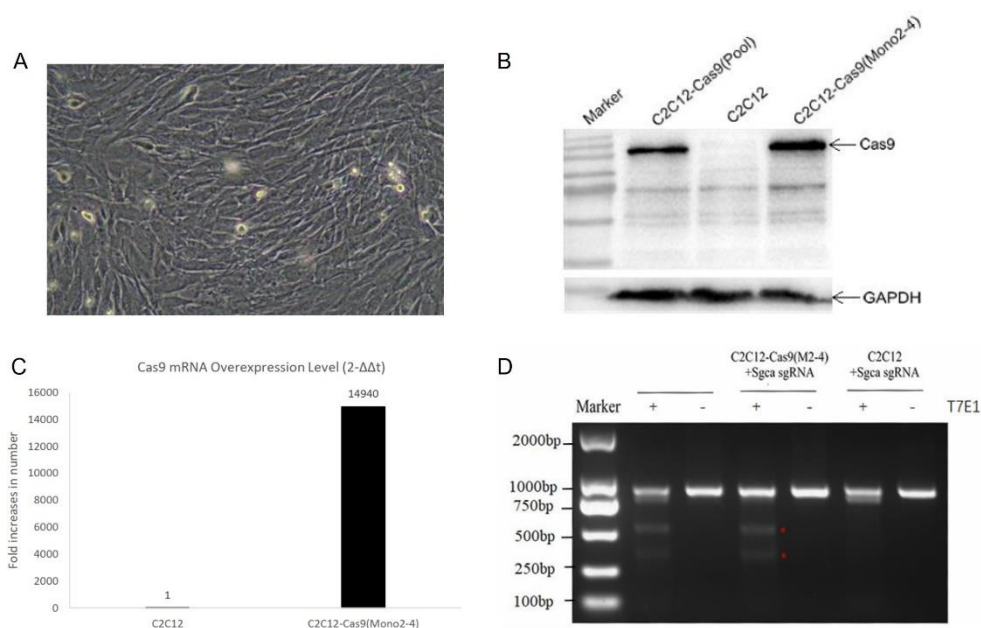 A
B
Marker
C2C12-Cas9(Pool)
C2C12
C2C12-Cas9(Mono2-4)
Cas9
GAPDH
C
Cas9 mRNA Overexpression Level (2-ΔΔt)
Fold increases in number
16000
14000
12000
10000
8000
6000
4000
2000
0
1
14940
C2C12
C2C12-Cas9(Mono2-4)
D
C2C12-Cas9(M2-4)
+Sgca sgRNA
C2C12
+Sgca sgRNA
Marker
+ - + - + - T7E1
2000bp
1000bp
750bp
500bp
250bp
100bp